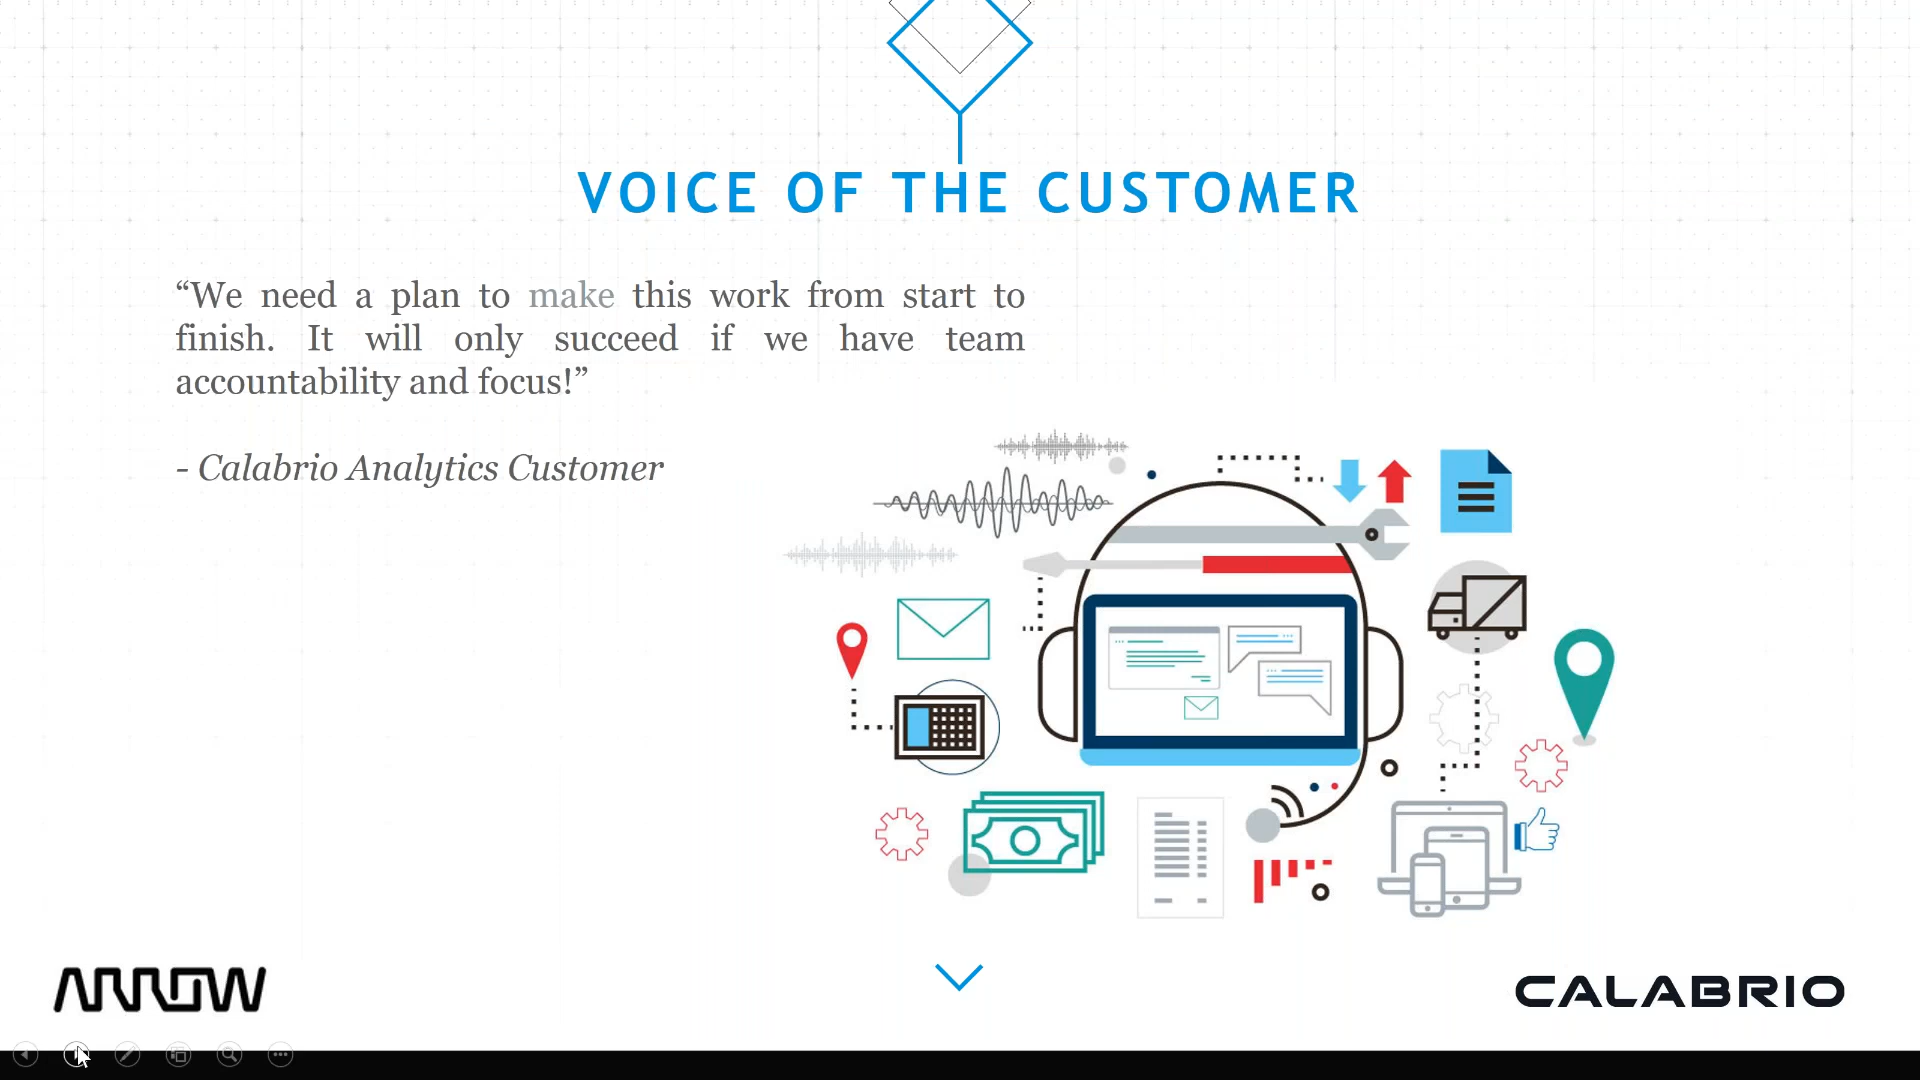 VOICE OF THE CUSTOMER
“We need a plan to make this work from start to
finish. It will only succeed if we have team
accountability and focus!”
- Calabrio Analytics Customer
ARROW
CALABRIO